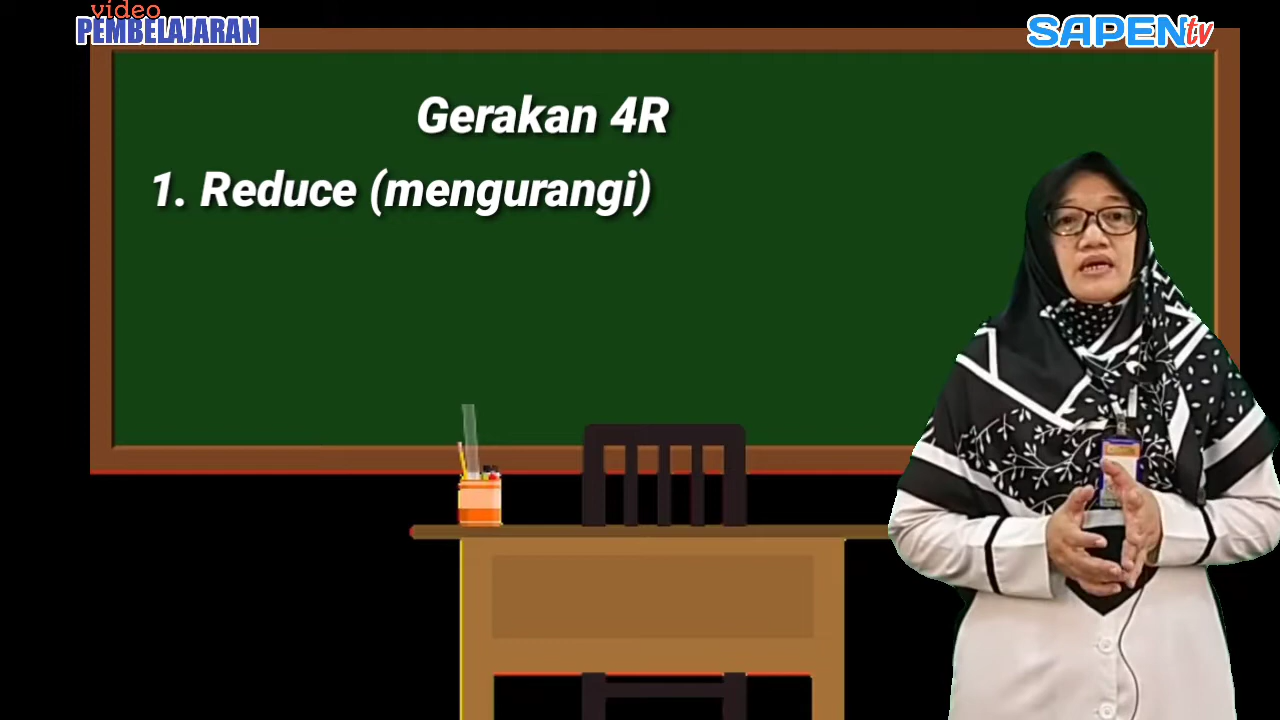 video
PEMBELAJARAN
SAPENtv
Gerakan 4R
1. Reduce (mengurangi)